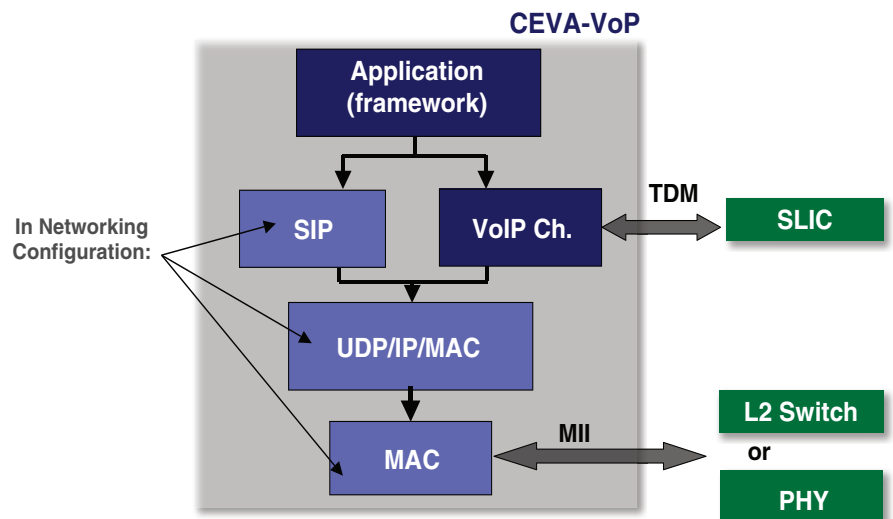 CEVA-VoP
Application
(framework)
SIP
VoIP Ch.
TDM
SLIC
In Networking
Configuration:
UDP/IP/MAC
MAC
MII
L2 Switch
or
PHY